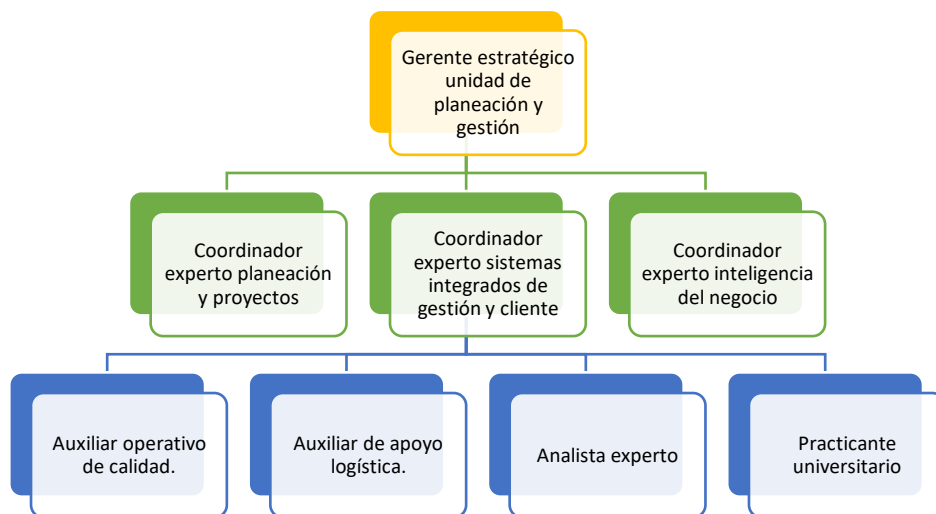 Gerente estratégico
unidad de
planeación y
gestión
Coordinador
experto planeación
y proyectos
Coordinador
experto sistemas
integrados de
gestión y cliente
Coordinador
experto inteligencia
del negocio
Auxiliar operativo
de calidad.
Auxiliar de apoyo
logística.
Analista experto
Practicante
universitario